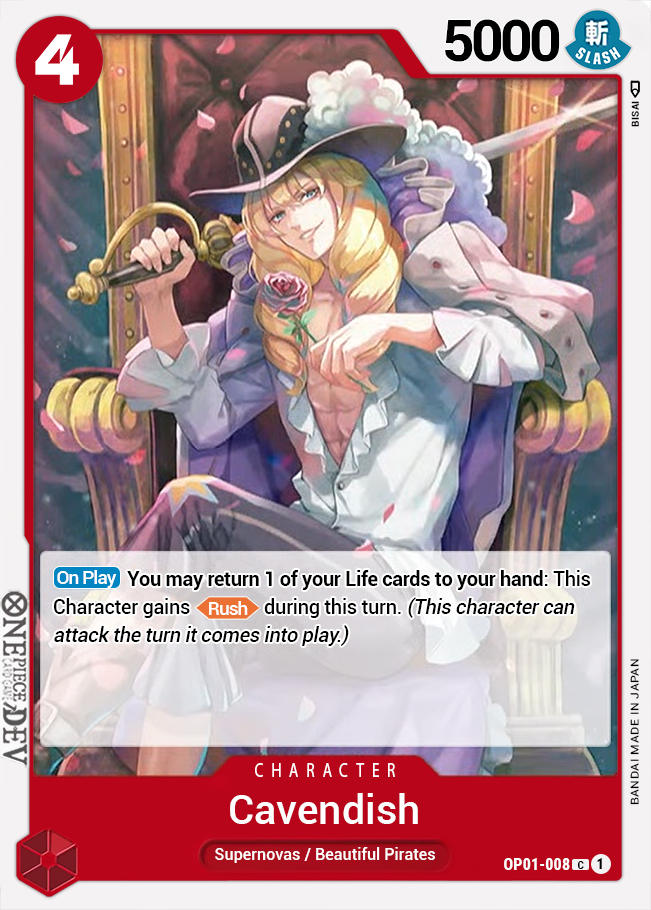 4
5000
斬
SLASH
BISAI
On Play You may return 1 of your Life cards to your hand: This
Character gains Rush during this turn. (This character can
attack the turn it comes into play.)
ONE PIECE
CARD GAME
.DEV
BANDAI MADE IN JAPAN
CHARACTER
Cavendish
Supernovas / Beautiful Pirates
OP01-008 C 1